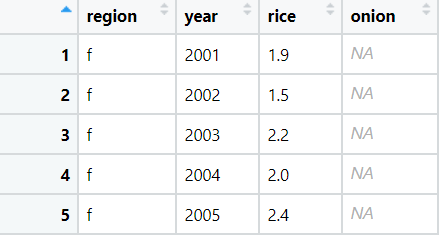 region year rice onion
1 f 2001 1.9 NA
2 f 2002 1.5 NA
3 f 2003 2.2 NA
4 f 2004 2.0 NA
5 f 2005 2.4 NA